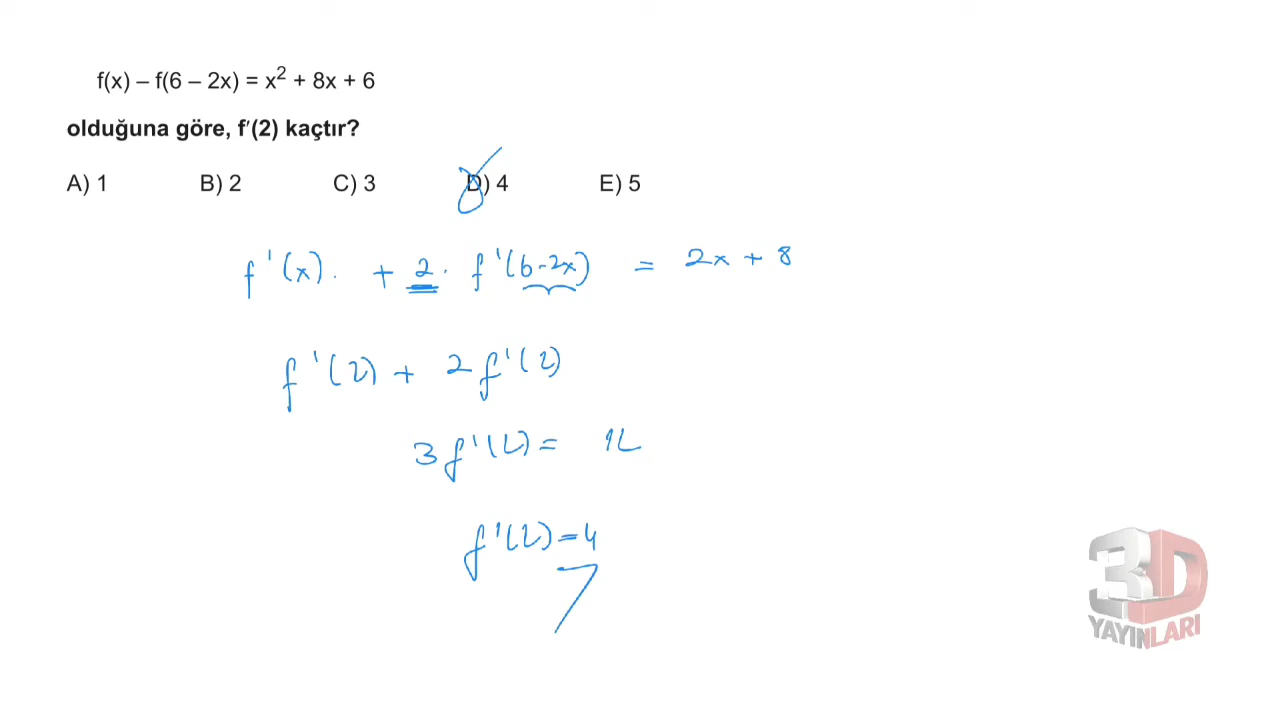 f(x) – f(6 – 2x) = x² + 8x + 6
olduğuna göre, f′(2) kaçtır?
A) 1 B) 2 C) 3 D) 4 E) 5
f'(x) · + 2 · f'(6-2x) = 2x + 8
f'(2) + 2f'(2)
3f'(2) = 12
f'(2) = 4
3D
YAYINLARI